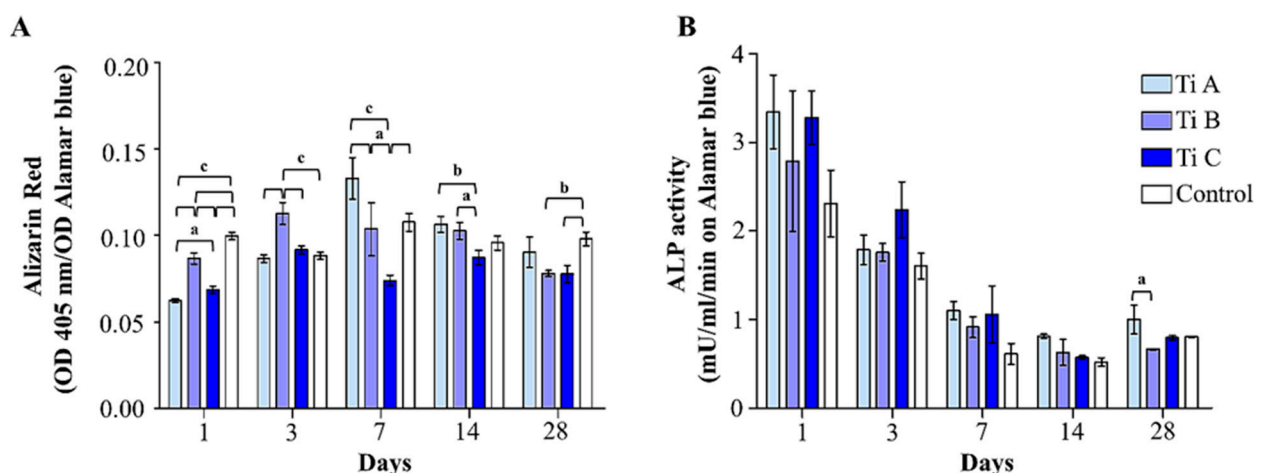 A
Alizarin Red
(OD 405 nm/OD Alamar blue)
0.20
0.15
0.10
0.05
0.00
c
a
c
c
a
b
a
b
1 3 7 14 28
Days
B
ALP activity
(mU/ml/min on Alamar blue)
4
3
2
1
0
a
1 3 7 14 28
Days
Ti A
Ti B
Ti C
Control